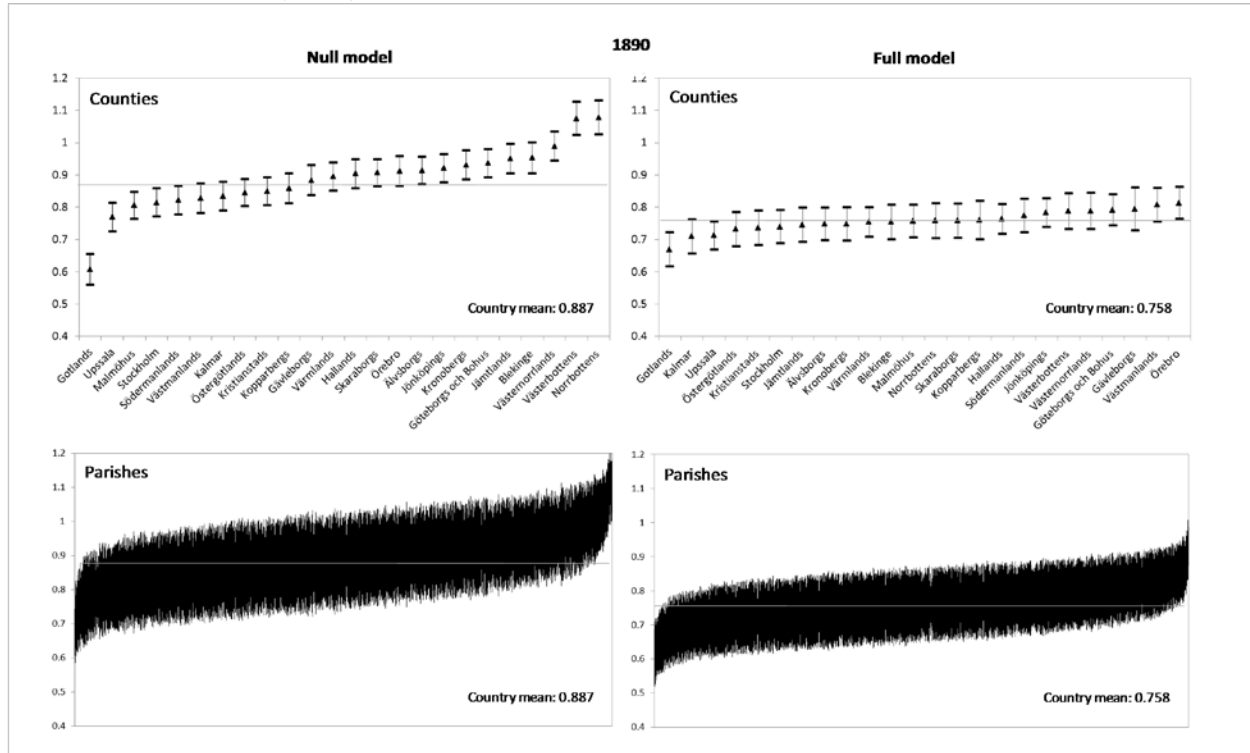 1890
Null model
Full model
1.2
1.1
1
0.9
0.8
0.7
0.6
0.5
0.4
Counties
Country mean: 0.887
Gotlands
Uppsala
Malmöhus
Stockholm
Södermanlands
Västmanlands
Kalmar
Östergötlands
Kristianstads
Kopparbergs
Gävleborgs
Värmlands
Hallands
Skaraborgs
Örebro
Älvsborgs
Jönköpings
Kronobergs
Göteborgs och Bohus
Jämtlands
Blekinge
Västernorrlands
Västerbottens
Norrbottens
1.2
1.1
1
0.9
0.8
0.7
0.6
0.5
0.4
Counties
Country mean: 0.758
Gotlands
Kalmar
Uppsala
Östergötlands
Kristianstads
Stockholm
Jämtlands
Älvsborgs
Kronobergs
Värmlands
Blekinge
Malmöhus
Norrbottens
Skaraborgs
Kopparbergs
Hallands
Södermanlands
Jönköpings
Västerbottens
Västernorrlands
Göteborgs och Bohus
Gävleborgs
Västmanlands
Örebro
1.2
1.1
1
0.9
0.8
0.7
0.6
0.5
0.4
Parishes
Country mean: 0.887
1.2
1.1
1
0.9
0.8
0.7
0.6
0.5
0.4
Parishes
Country mean: 0.758